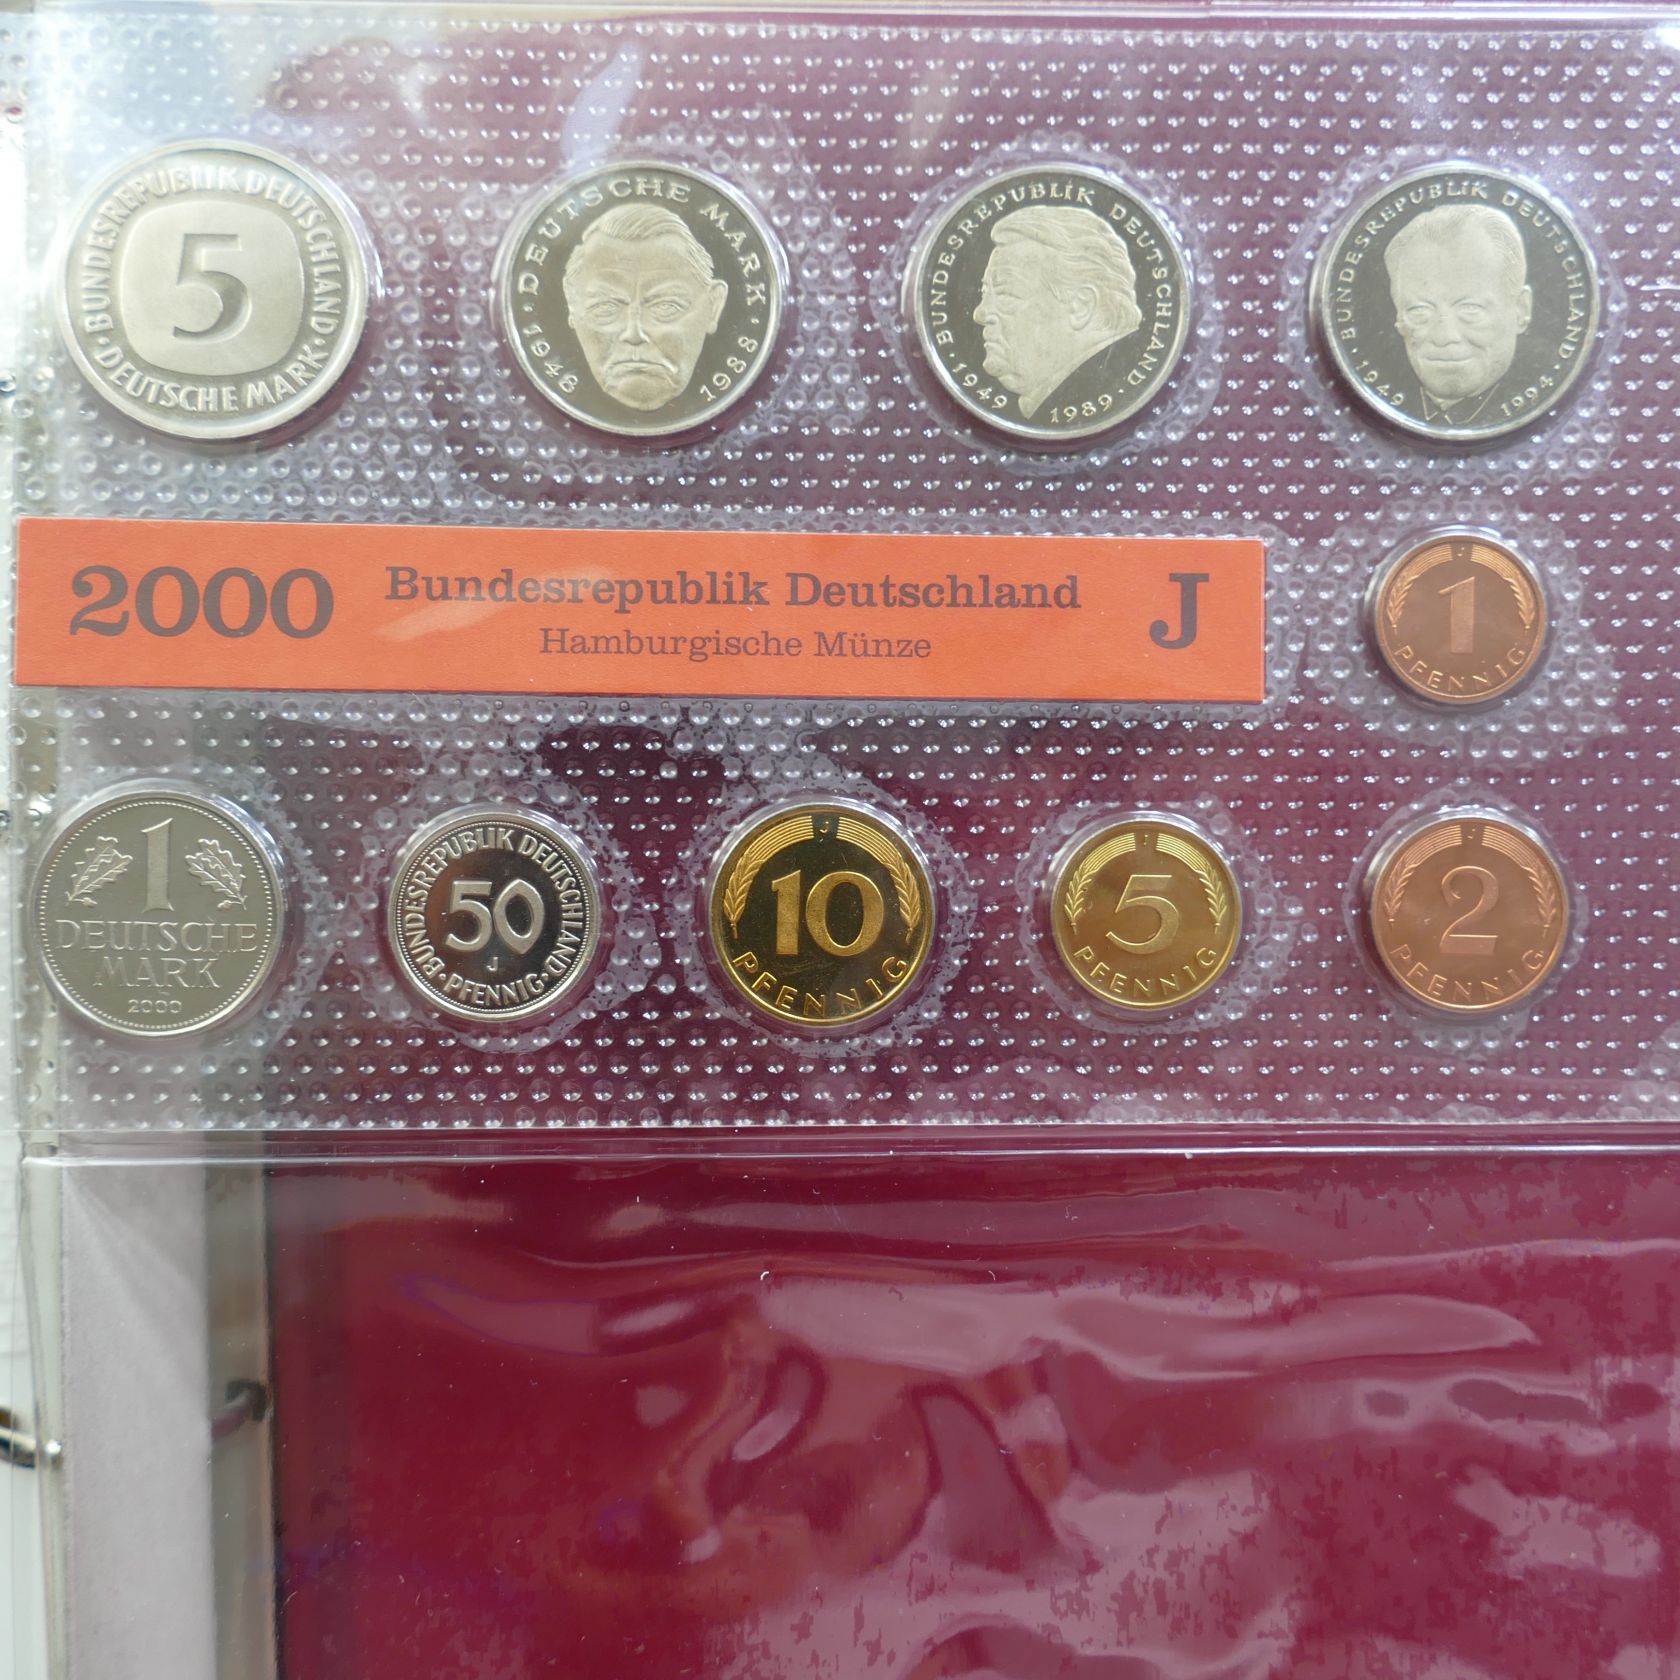 BUNDESREPUBLIK DEUTSCHLAND
5
DEUTSCHE MARK
DEUTSCHE MARK
1948 1988
BUNDESREPUBLIK DEUTSCHLAND
1949 1989
BUNDESREPUBLIK DEUTSCHLAND
1949 1994
2000 Bundesrepublik Deutschland J
Hamburgische Münze
J
1
PFENNIG
1
DEUTSCHE
MARK
2000
BUNDESREPUBLIK DEUTSCHLAND
50
J
PFENNIG
J
10
PFENNIG
J
5
PFENNIG
J
2
PFENNIG